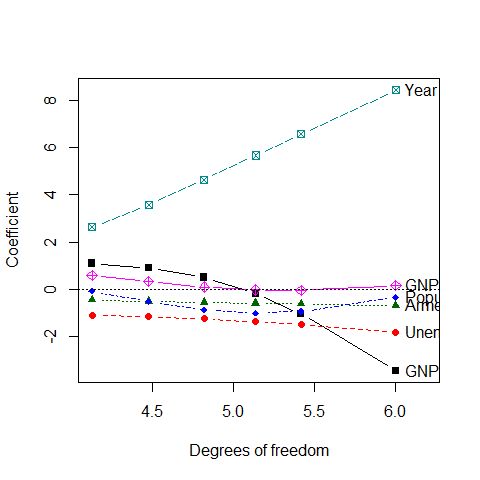 Coefficient
8
6
4
2
0
-2
Year
GNP
Popu
Arme
Uner
GNP
4.5 5.0 5.5 6.0
Degrees of freedom